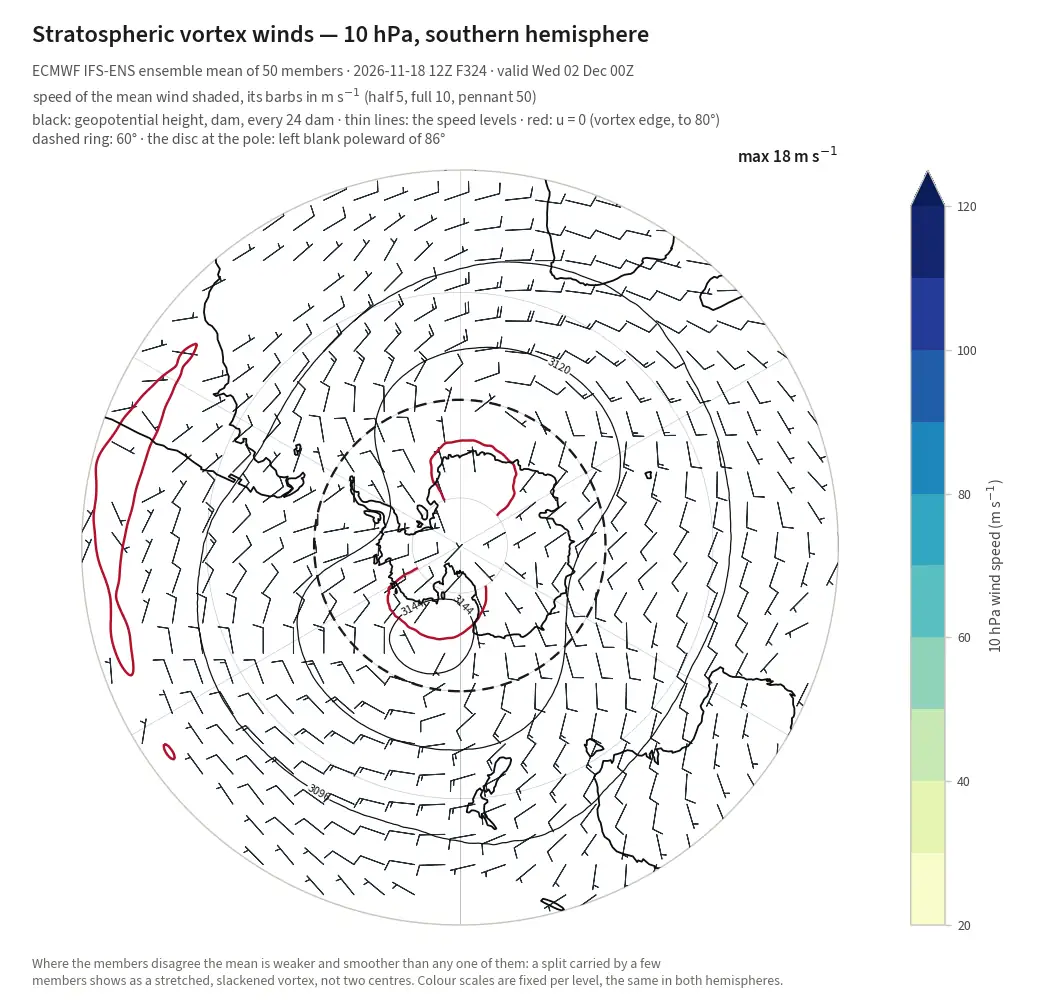 Stratospheric vortex winds — 10 hPa, southern hemisphere
ECMWF IFS-ENS ensemble mean of 50 members · 2026-11-18 12Z F324 · valid Wed 02 Dec 00Z
speed of the mean wind shaded, its barbs in m s⁻¹ (half 5, full 10, pennant 50)
black: geopotential height, dam, every 24 dam · thin lines: the speed levels · red: u = 0 (vortex edge, to 80°)
dashed ring: 60° · the disc at the pole: left blank poleward of 86°
max 18 m s⁻¹
120
100
80
60
40
20
10 hPa wind speed (m s⁻¹)
3120
3144
3144
3096
Where the members disagree the mean is weaker and smoother than any one of them: a split carried by a few
members shows as a stretched, slackened vortex, not two centres. Colour scales are fixed per level, the same in both hemispheres.